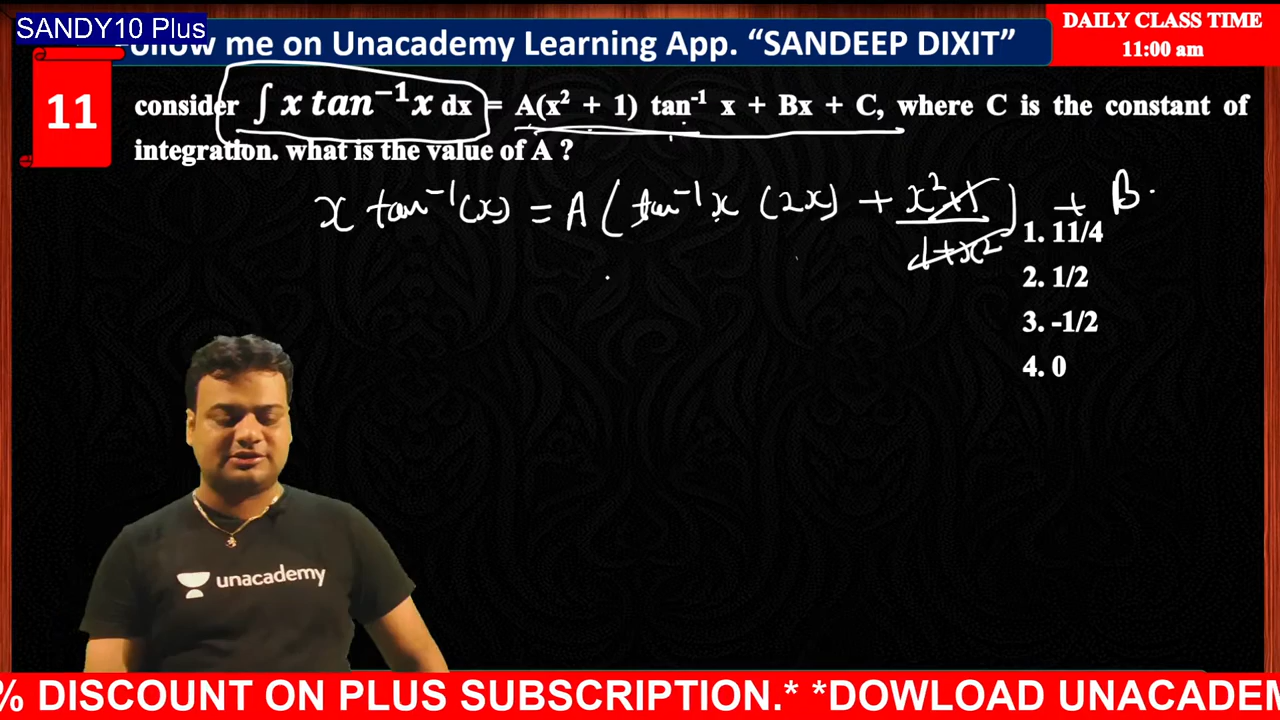 SANDY10 Plus
ollow me on Unacademy Learning App. “SANDEEP DIXIT”
DAILY CLASS TIME
11:00 am
11
consider ∫ x tan⁻¹x dx = A(x² + 1) tan⁻¹ x + Bx + C, where C is the constant of
integration. what is the value of A ?
x tan⁻¹(x) = A ( tan⁻¹ x (2x) + x²+1 / 1+x² ) + B
1. 11/4
2. 1/2
3. -1/2
4. 0
unacademy
% DISCOUNT ON PLUS SUBSCRIPTION.* *DOWLOAD UNACADEM